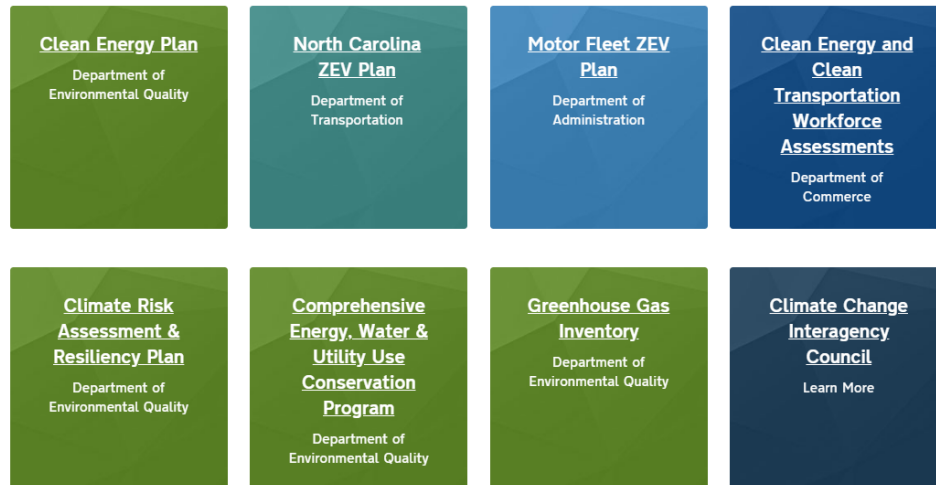 Clean Energy Plan
Department of
Environmental Quality
North Carolina
ZEV Plan
Department of
Transportation
Motor Fleet ZEV
Plan
Department of
Administration
Clean Energy and
Clean
Transportation
Workforce
Assessments
Department of
Commerce
Climate Risk
Assessment &
Resiliency Plan
Department of
Environmental Quality
Comprehensive
Energy, Water &
Utility Use
Conservation
Program
Department of
Environmental Quality
Greenhouse Gas
Inventory
Department of
Environmental Quality
Climate Change
Interagency
Council
Learn More